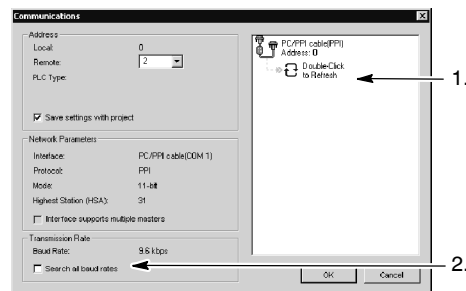 Communications
Address
Local: 0
Remote: 2
PLC Type:
Save settings with project
Network Parameters
Interface: PC/PPI cable(COM 1)
Protocol: PPI
Mode: 11-bit
Highest Station (HSA): 31
Interface supports multiple masters
Transmission Rate
Baud Rate: 9.6 kbps
Search all baud rates
PC/PPI cable(PPI)
Address: 0
Double-Click
to Refresh
1.
2.
OK Cancel